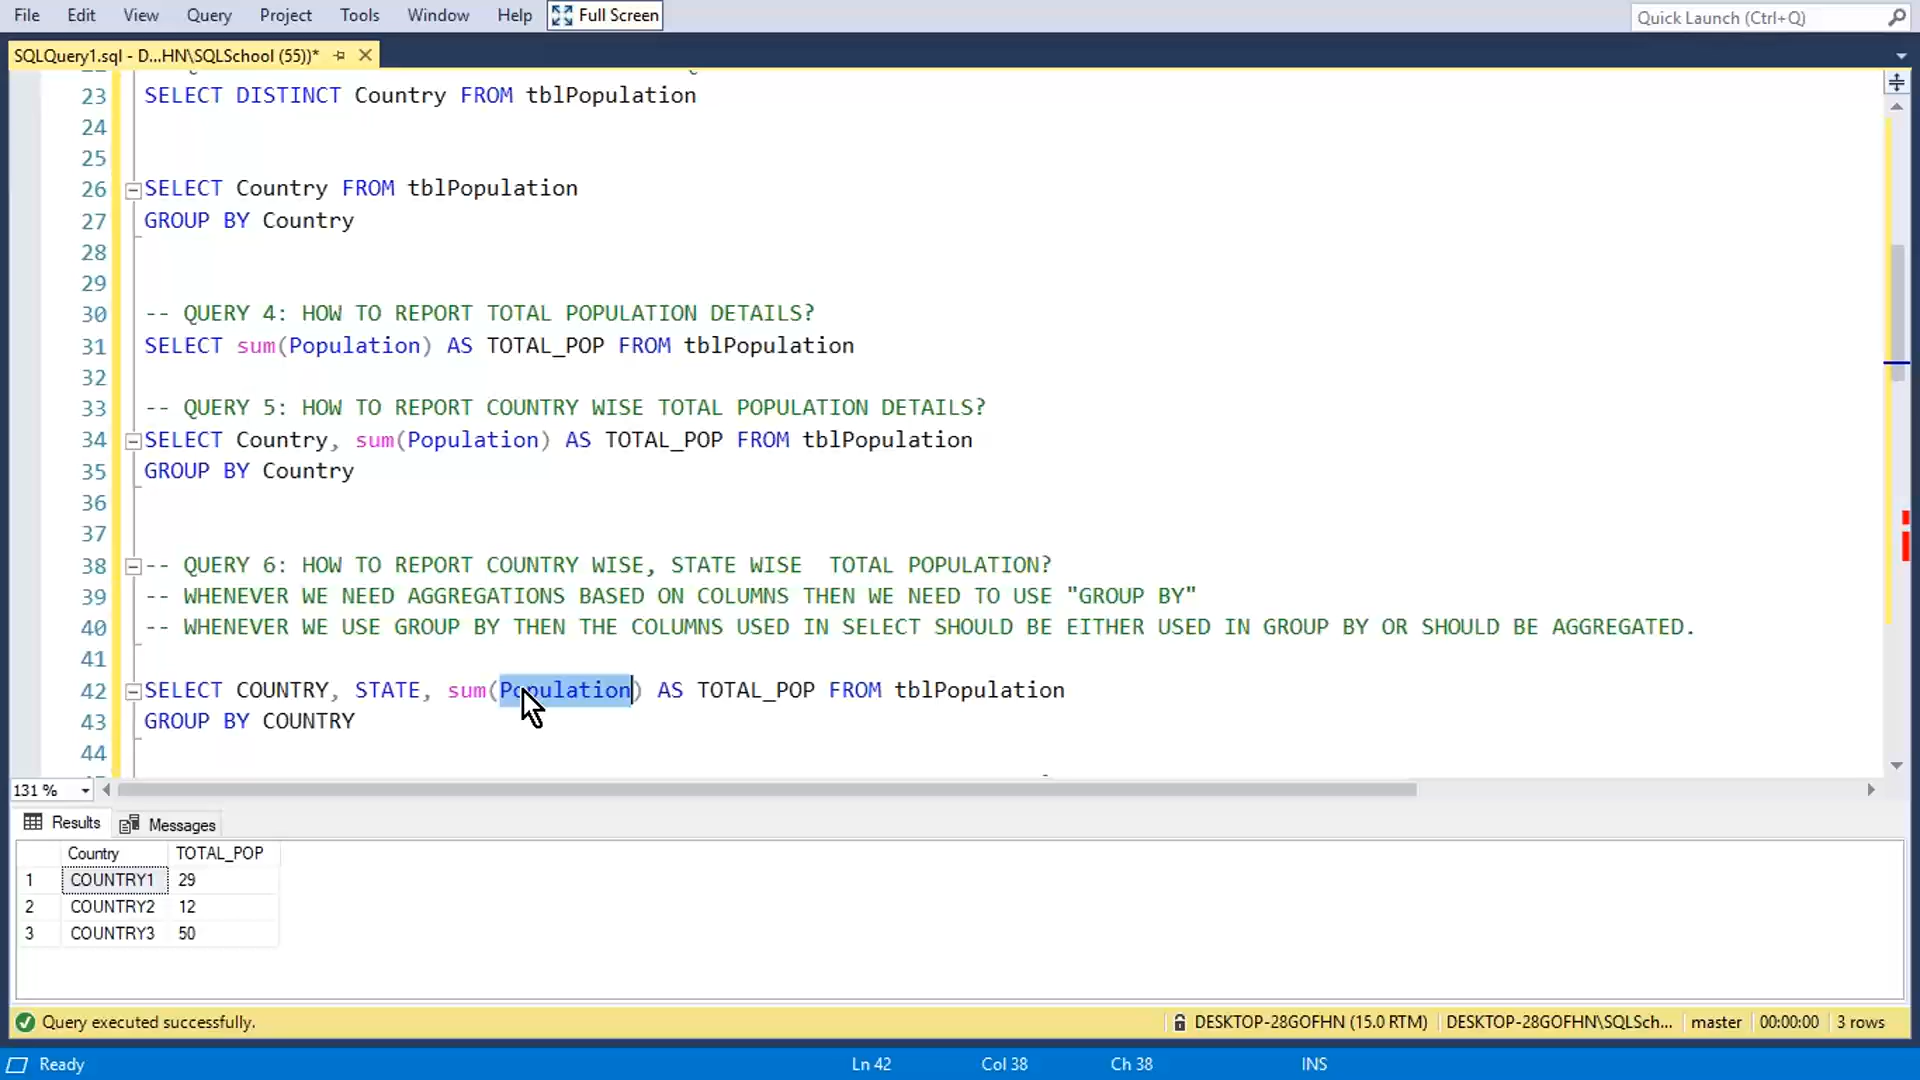 File Edit View Query Project Tools Window Help Full Screen
Quick Launch (Ctrl+Q)
SQLQuery1.sql - D...HN\SQLSchool (55))*
23 SELECT DISTINCT Country FROM tblPopulation
24
25
26 SELECT Country FROM tblPopulation
27 GROUP BY Country
28
29
30 -- QUERY 4: HOW TO REPORT TOTAL POPULATION DETAILS?
31 SELECT sum(Population) AS TOTAL_POP FROM tblPopulation
32
33 -- QUERY 5: HOW TO REPORT COUNTRY WISE TOTAL POPULATION DETAILS?
34 SELECT Country, sum(Population) AS TOTAL_POP FROM tblPopulation
35 GROUP BY Country
36
37
38 -- QUERY 6: HOW TO REPORT COUNTRY WISE, STATE WISE  TOTAL POPULATION?
39 -- WHENEVER WE NEED AGGREGATIONS BASED ON COLUMNS THEN WE NEED TO USE "GROUP BY"
40 -- WHENEVER WE USE GROUP BY THEN THE COLUMNS USED IN SELECT SHOULD BE EITHER USED IN GROUP BY OR SHOULD BE AGGREGATED.
41
42 SELECT COUNTRY, STATE, sum(Population) AS TOTAL_POP FROM tblPopulation
43 GROUP BY COUNTRY
44
131 %
Results Messages
Country TOTAL_POP
1 COUNTRY1 29
2 COUNTRY2 12
3 COUNTRY3 50
Query executed successfully. DESKTOP-28GOFHN (15.0 RTM) DESKTOP-28GOFHN\SQLSch... master 00:00:00 3 rows
Ready Ln 42 Col 38 Ch 38 INS